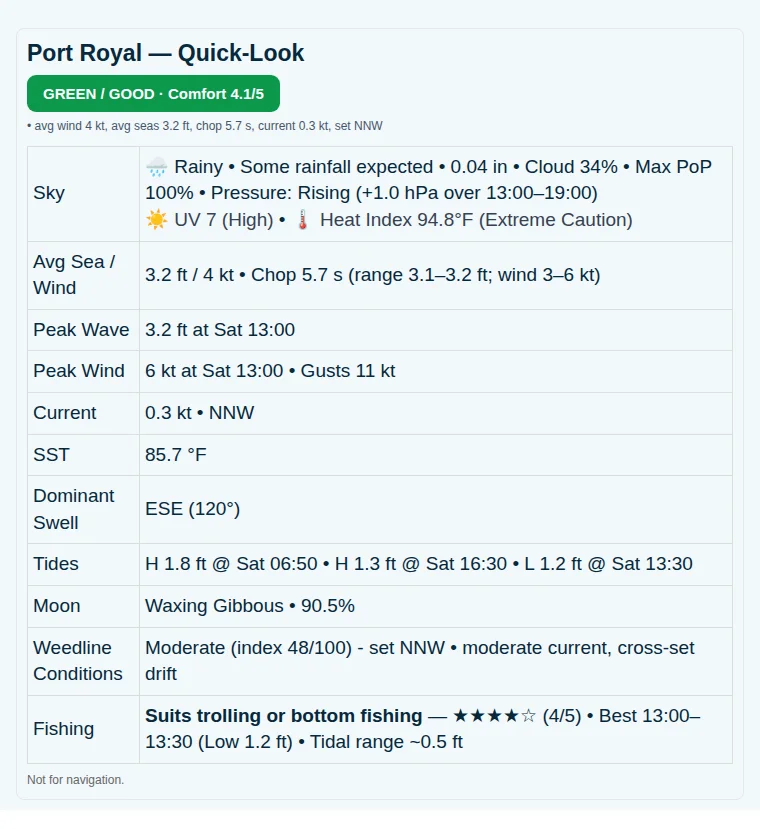 Port Royal — Quick-Look
GREEN / GOOD · Comfort 4.1/5
• avg wind 4 kt, avg seas 3.2 ft, chop 5.7 s, current 0.3 kt, set NNW
Sky
🌧️ Rainy • Some rainfall expected • 0.04 in • Cloud 34% • Max PoP
100% • Pressure: Rising (+1.0 hPa over 13:00–19:00)
☀️ UV 7 (High) • 🌡️ Heat Index 94.8°F (Extreme Caution)
Avg Sea /
Wind
3.2 ft / 4 kt • Chop 5.7 s (range 3.1–3.2 ft; wind 3–6 kt)
Peak Wave
3.2 ft at Sat 13:00
Peak Wind
6 kt at Sat 13:00 • Gusts 11 kt
Current
0.3 kt • NNW
SST
85.7 °F
Dominant
Swell
ESE (120°)
Tides
H 1.8 ft @ Sat 06:50 • H 1.3 ft @ Sat 16:30 • L 1.2 ft @ Sat 13:30
Moon
Waxing Gibbous • 90.5%
Weedline
Conditions
Moderate (index 48/100) - set NNW • moderate current, cross-set
drift
Fishing
Suits trolling or bottom fishing — ★★★★☆ (4/5) • Best 13:00–
13:30 (Low 1.2 ft) • Tidal range ~0.5 ft
Not for navigation.